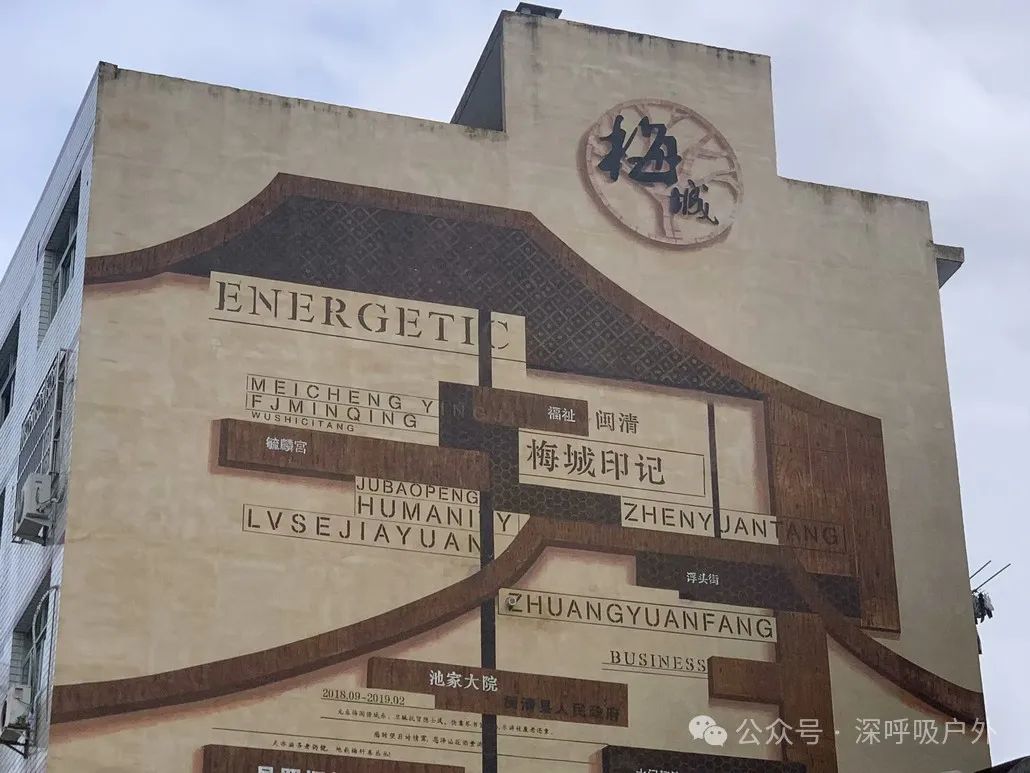 梅城
ENERGETIC
MEICHENG YING
FJMINQING
WUSHICITANG
福祉
闽清
毓麟宫
梅城印记
JUBAOPENG
HUMANITY
ZHENYUANTANG
LVSEJIAYUAN
浮头街
ZHUANGYUANFANG
BUSINESS
池家大院
2018.09-2019.02
闽清县人民政府
公众号·深呼吸户外